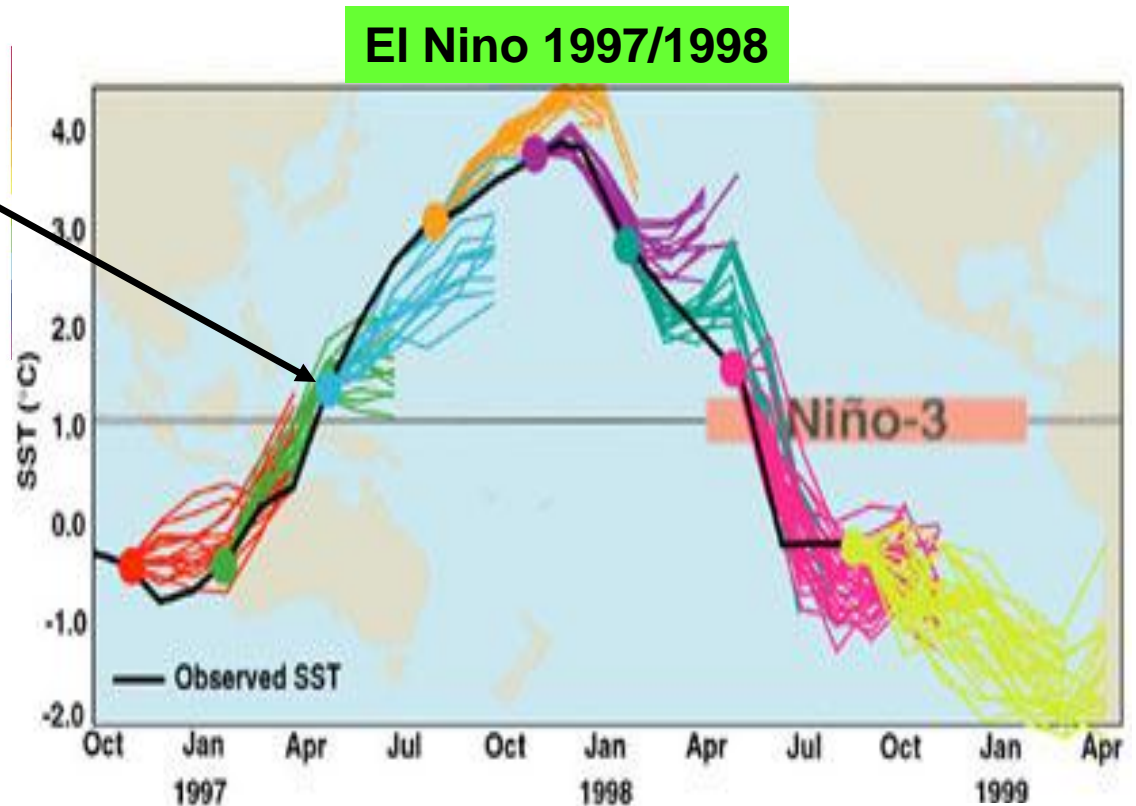 El Nino 1997/1998
4.0
3.0
2.0
1.0
0.0
-1.0
-2.0
SST (°C)
Niño-3
Observed SST
Oct Jan Apr Jul Oct Jan Apr Jul Oct Jan Apr
1997 1998 1999